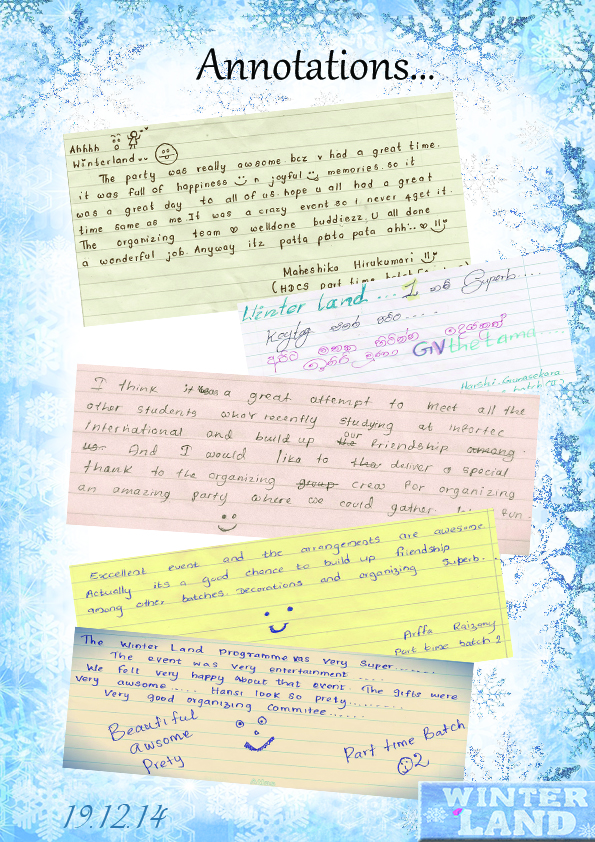 Annotations...
Ahhhh
Winterland..
The party was really awsome bcz v had a great time.
it was full of happiness n joyful memories. so it
was a great day to all of us. hope u all had a great
time same as me. It was a crazy event so i never 4get it.
The organizing team welldone buddiezz. U all done
a wonderful job. Anyway itz patta pata pata ahh..
Maheshika Hirukumari
(HDCS part time batch
Winter land .... 1 නම් Superb ....
අපිට
GV the tama
Harshi Gunasekara
batch 02)
I think it was a great attempt to meet all the
other students who'r recently studying at infortec
International and build up our the friendship among
us. And I would like to the deliver a special
thank to the organizing group crew for organizing
an amazing party where we could gather. fun
Excellent event and the arrangements are awesome
Actually its a good chance to build up friendship
among other batches. Decorations and organizing Superb.
Arffa Raizany
Part time batch 2
The Winter Land Programme was very Super.......
The event was very entertainment ....
We felt very happy about that event. The gifts were
very awsome..... Hansi look so prety........
Very good organizing Commitee......
Beautiful
awsome
Prety
Part time Batch
02
19.12.14
WINTER
LAND